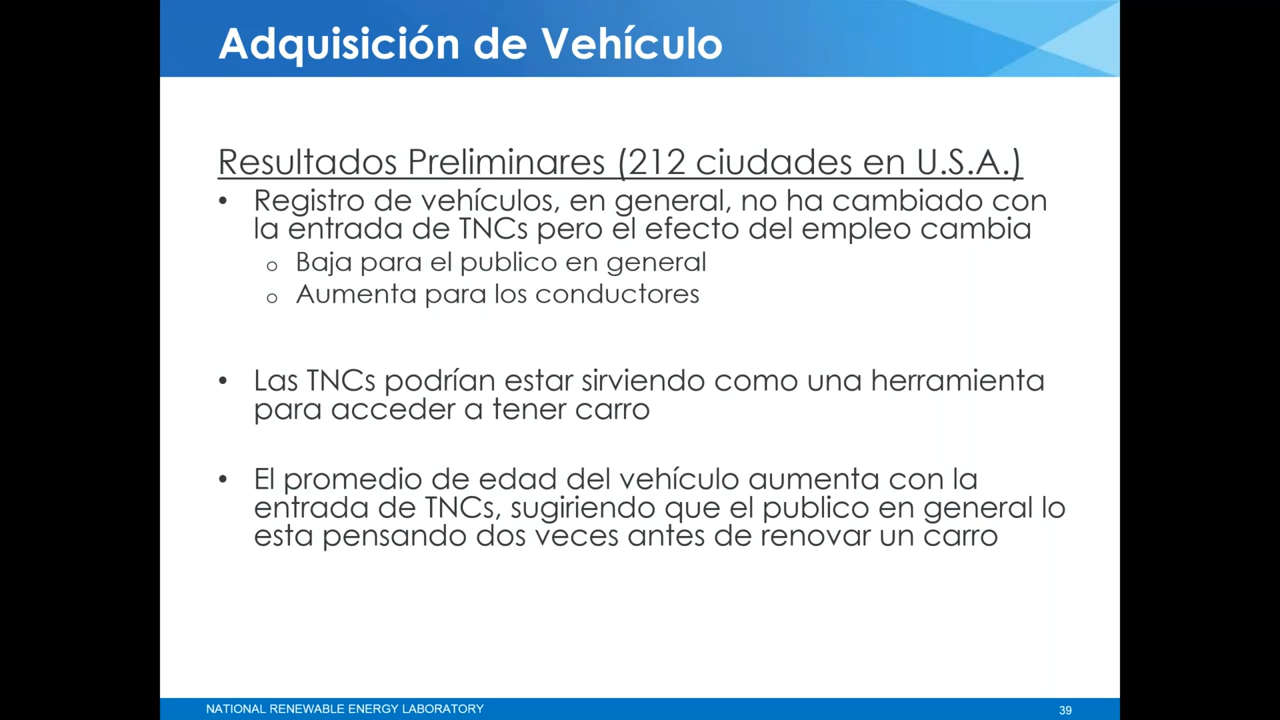 Adquisición de Vehículo
Resultados Preliminares (212 ciudades en U.S.A.)
• Registro de vehículos, en general, no ha cambiado con
la entrada de TNCs pero el efecto del empleo cambia
o Baja para el publico en general
o Aumenta para los conductores
• Las TNCs podrían estar sirviendo como una herramienta
para acceder a tener carro
• El promedio de edad del vehículo aumenta con la
entrada de TNCs, sugiriendo que el publico en general lo
esta pensando dos veces antes de renovar un carro
NATIONAL RENEWABLE ENERGY LABORATORY
39